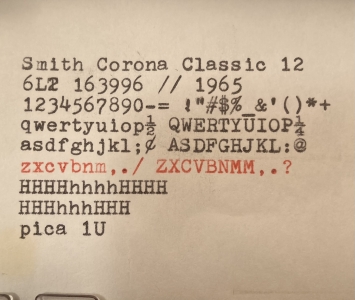 Smith Corona Classic 12
6L2 163996 // 1965
1234567890-= !"#$%_&'()*+
qwertyuiop½ QWERTYUIOP¼
asdfghjkl;¢ ASDFGHJKL:@
zxcvbnm,./ ZXCVBNMM,.?
HHHHhhhhHHHH
HHHhhhHHH
pica 1U